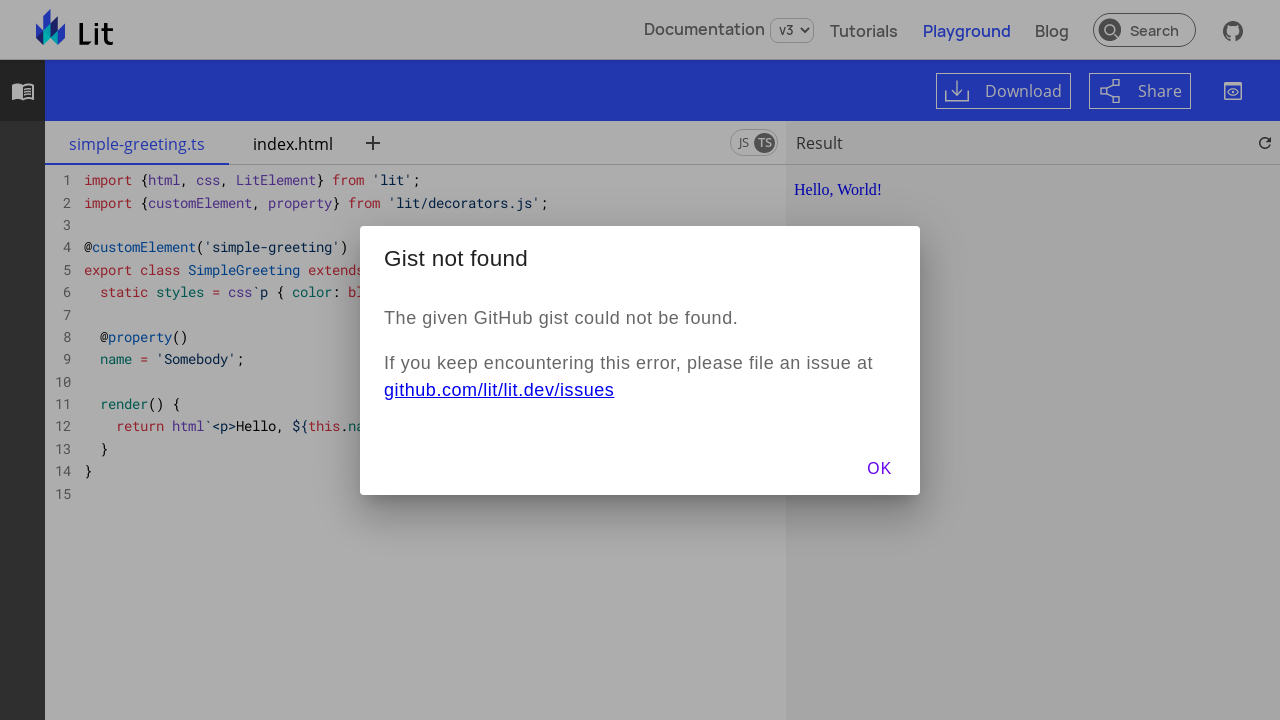 Lit
Documentation v3 Tutorials Playground Blog Search
Download Share
simple-greeting.ts index.html JS TS Result
1 import {html, css, LitElement} from 'lit';
2 import {customElement, property} from 'lit/decorators.js';
3
4 @customElement('simple-greeting')
5 export class SimpleGreeting extends
6 static styles = css`p { color:
7
8 @property()
9 name = 'Somebody';
10
11 render() {
12 return html`<p>Hello, ${this.na
13 }
14 }
15
Hello, World!
Gist not found
The given GitHub gist could not be found.
If you keep encountering this error, please file an issue at
github.com/lit/lit.dev/issues
OK